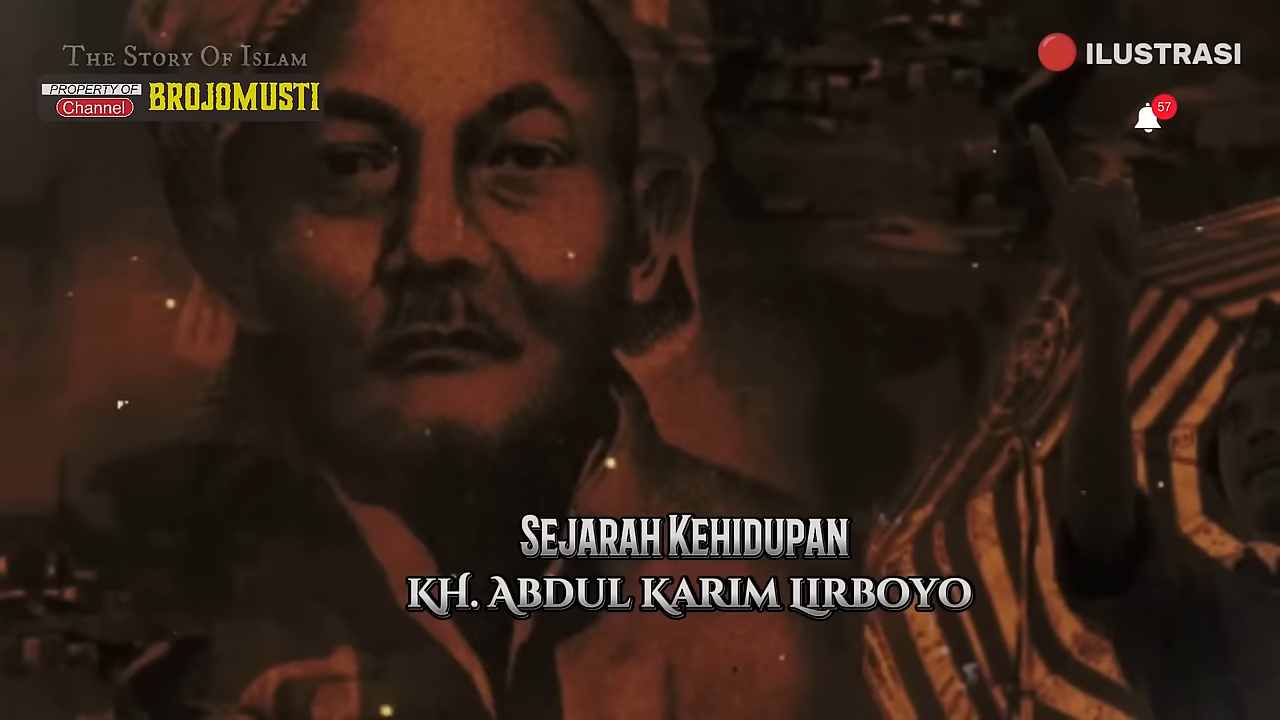 The Story Of Islam
PROPERTY OF
Channel
BROJOMUSTI
ILUSTRASI
57
Sejarah Kehidupan
KH. Abdul Karim Lirboyo